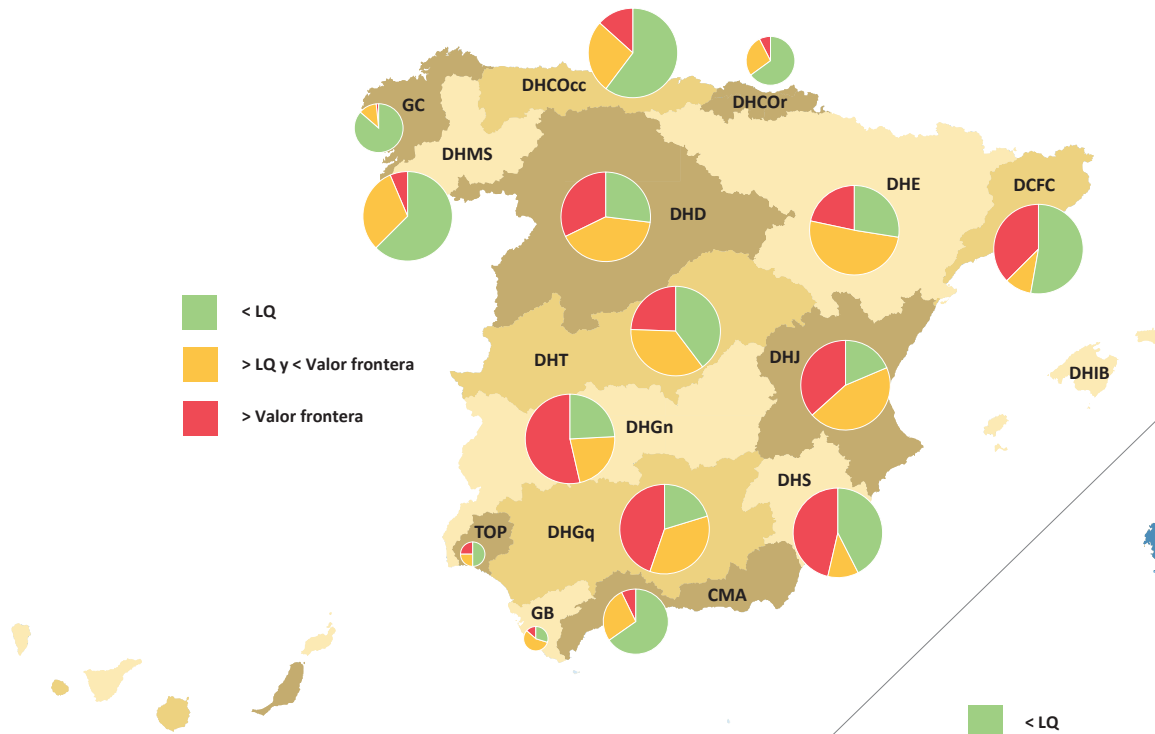 DHCOcc
DHCOr
GC
DHMS
DHD
DHE
DCFC
< LQ
> LQ y < Valor frontera
> Valor frontera
DHT
DHJ
DHIB
DHGn
DHS
TOP
DHGq
CMA
GB
< LQ